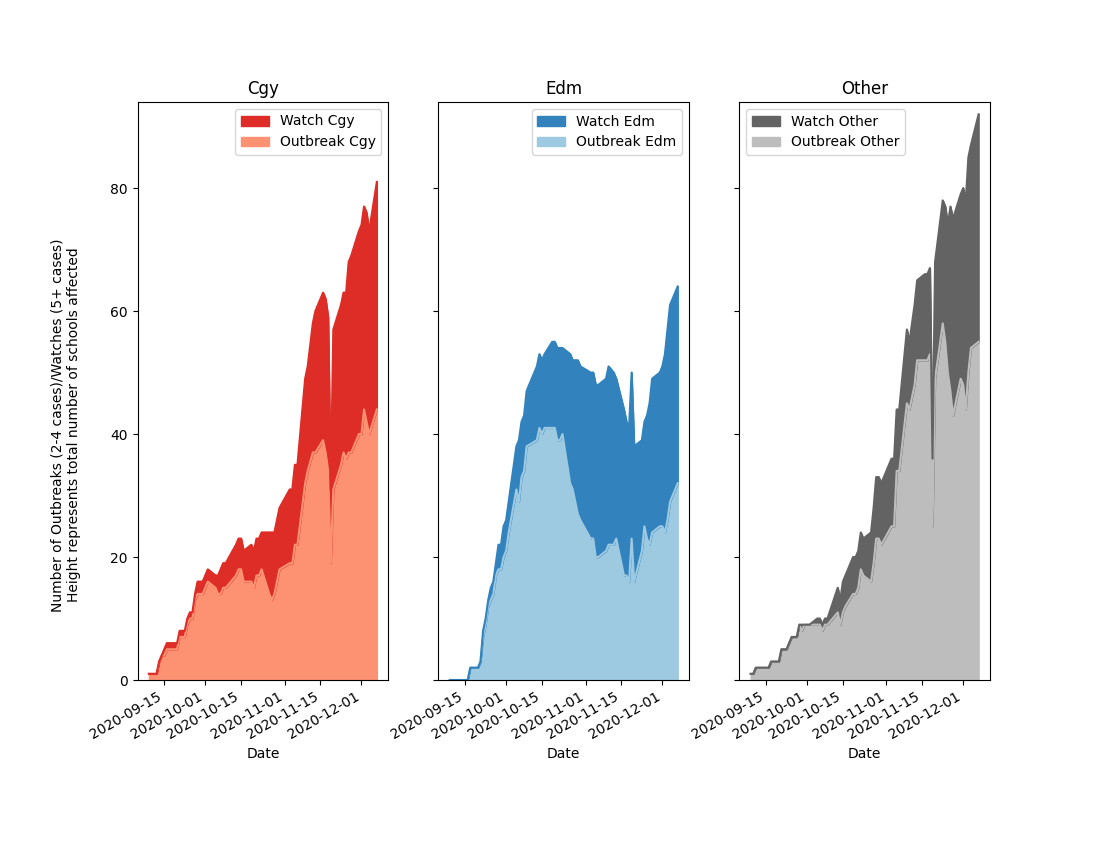 Cgy
Edm
Other
Watch Cgy
Outbreak Cgy
Watch Edm
Outbreak Edm
Watch Other
Outbreak Other
Number of Outbreaks (2-4 cases)/Watches (5+ cases)
Height represents total number of schools affected
80
60
40
20
0
2020-09-15
2020-10-01
2020-10-15
2020-11-01
2020-11-15
2020-12-01
2020-09-15
2020-10-01
2020-10-15
2020-11-01
2020-11-15
2020-12-01
2020-09-15
2020-10-01
2020-10-15
2020-11-01
2020-11-15
2020-12-01
Date
Date
Date